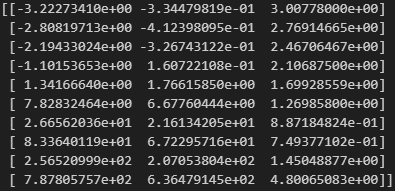 [[-3.22273410e+00 -3.34479819e-01  3.00778000e+00]
 [-2.80819713e+00 -4.12398095e-01  2.76914665e+00]
 [-2.19433024e+00 -3.26743122e-01  2.46706467e+00]
 [-1.10153653e+00  1.60722108e-01  2.10687500e+00]
 [ 1.34166640e+00  1.76615850e+00  1.69928559e+00]
 [ 7.82832464e+00  6.67760444e+00  1.26985800e+00]
 [ 2.66562036e+01  2.16134205e+01  8.87184824e-01]
 [ 8.33640119e+01  6.72295716e+01  7.49377102e-01]
 [ 2.56520999e+02  2.07053804e+02  1.45048877e+00]
 [ 7.87805757e+02  6.36479145e+02  4.80065083e+00]]